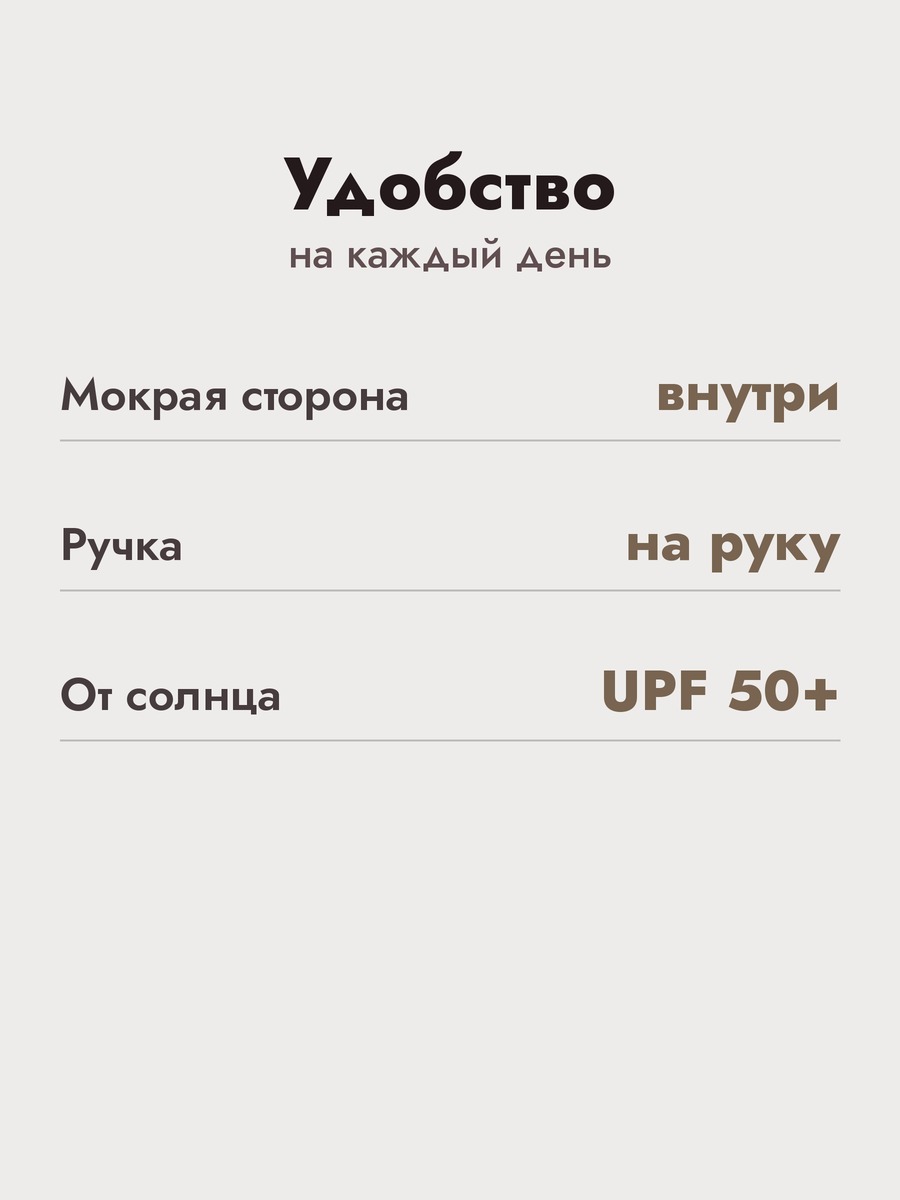 Удобство
на каждый день
Мокрая сторона внутри
Ручка на руку
От солнца UPF 50+